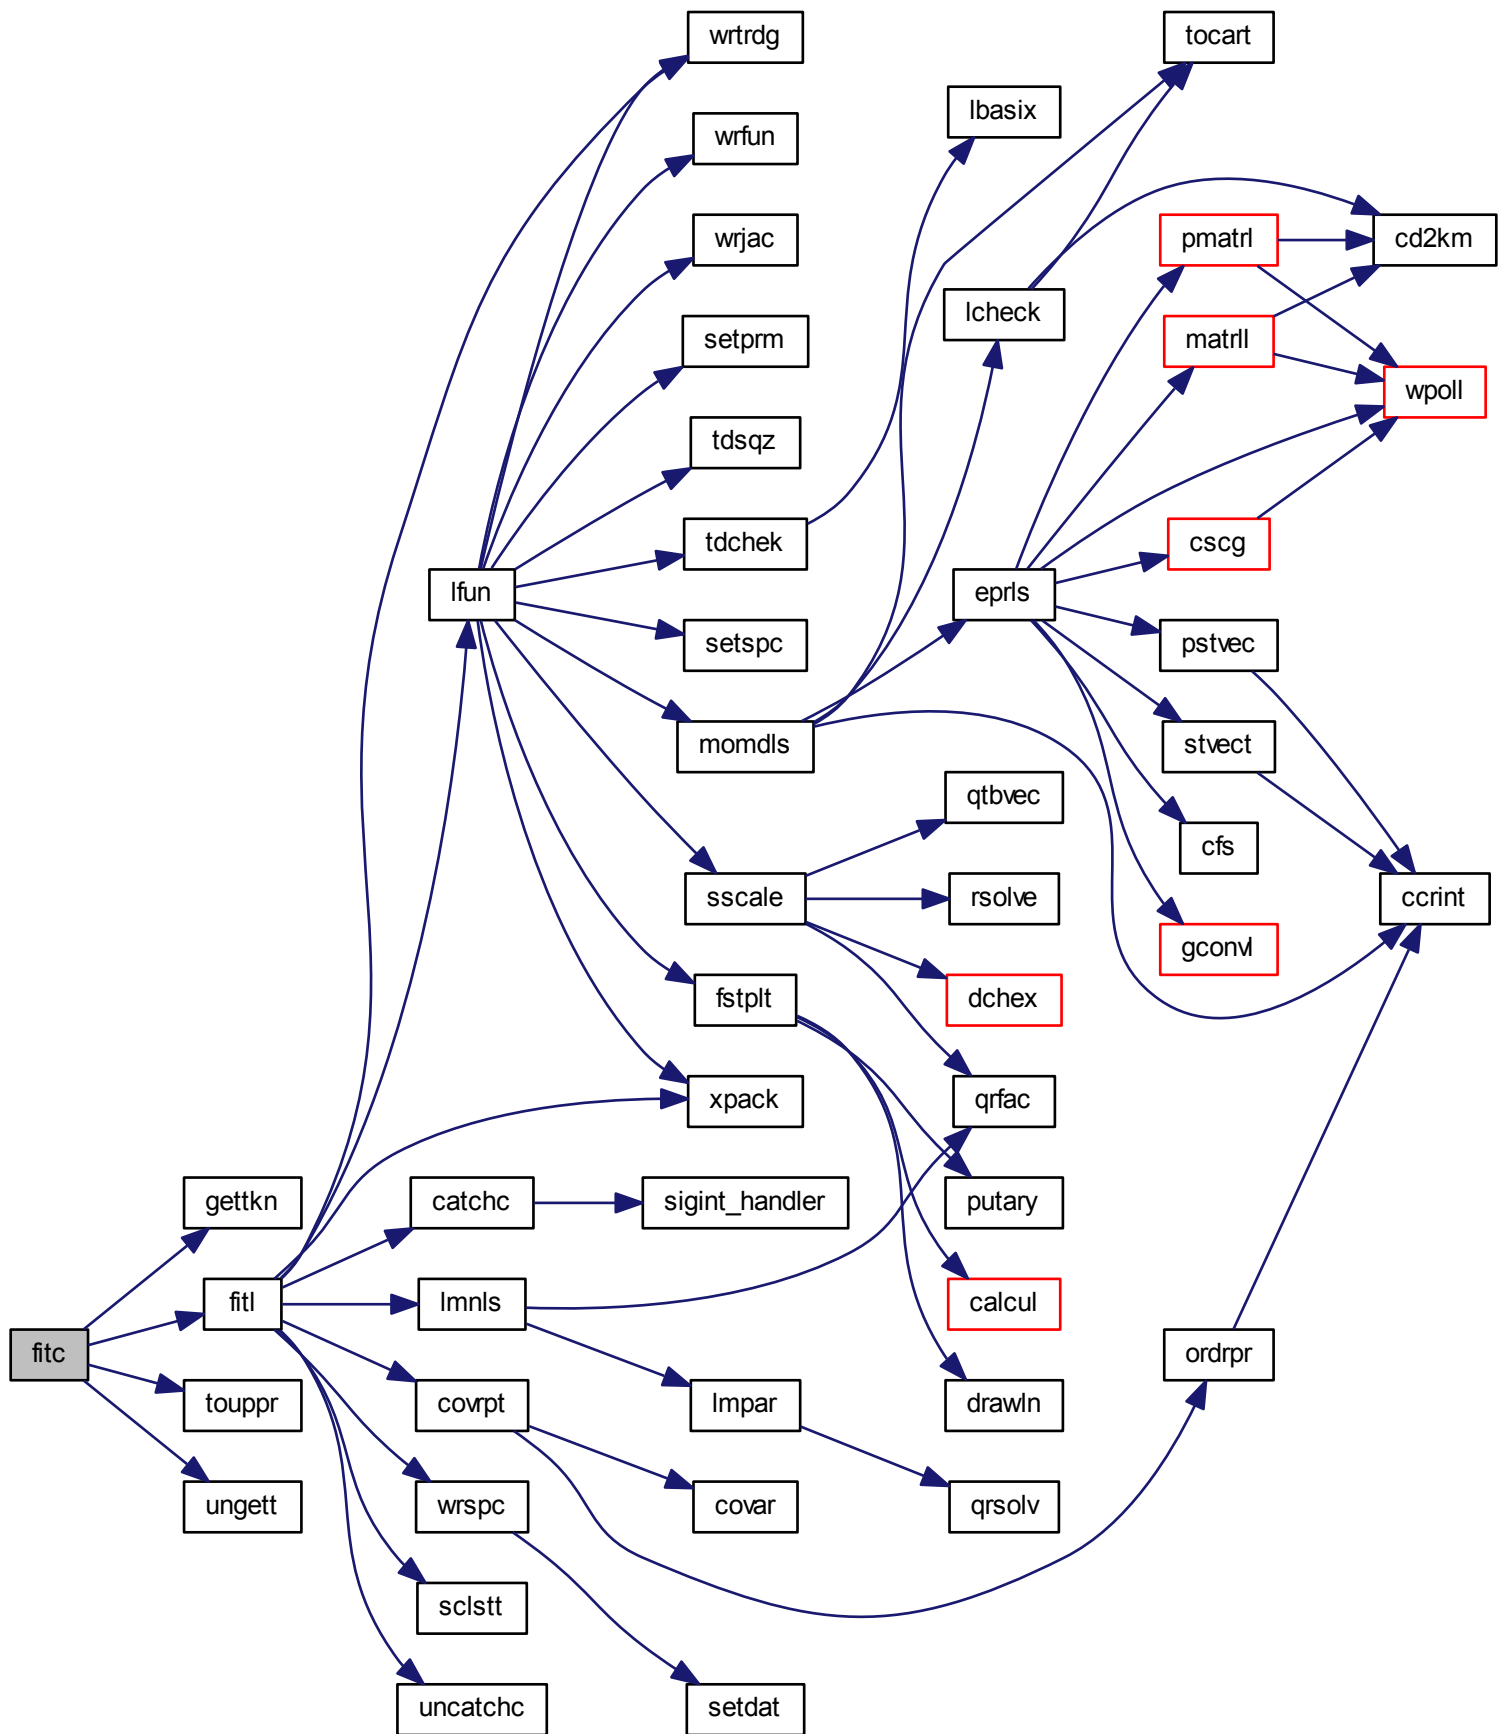 wrtrdg
tocart
lbasix
wrfun
pmatrl
cd2km
wrjac
lcheck
setprm
matrll
wpoll
tdsqz
tdchek
cscg
lfun
eprls
setspc
pstvec
momdls
stvect
qtbvec
cfs
sscale
rsolve
ccrint
fstplt
dchex
gconvl
xpack
qrfac
gettkn
catchc
sigint_handler
putary
fitl
lmnls
calcul
fitc
ordrpr
touppr
covrpt
lmpar
drawln
ungett
wrspc
covar
qrsolv
sclstt
uncatchc
setdat